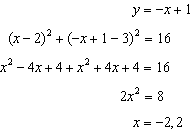 y = −x + 1
(x − 2)² + (−x + 1 − 3)² = 16
x² − 4x + 4 + x² + 4x + 4 = 16
2x² = 8
x = −2, 2